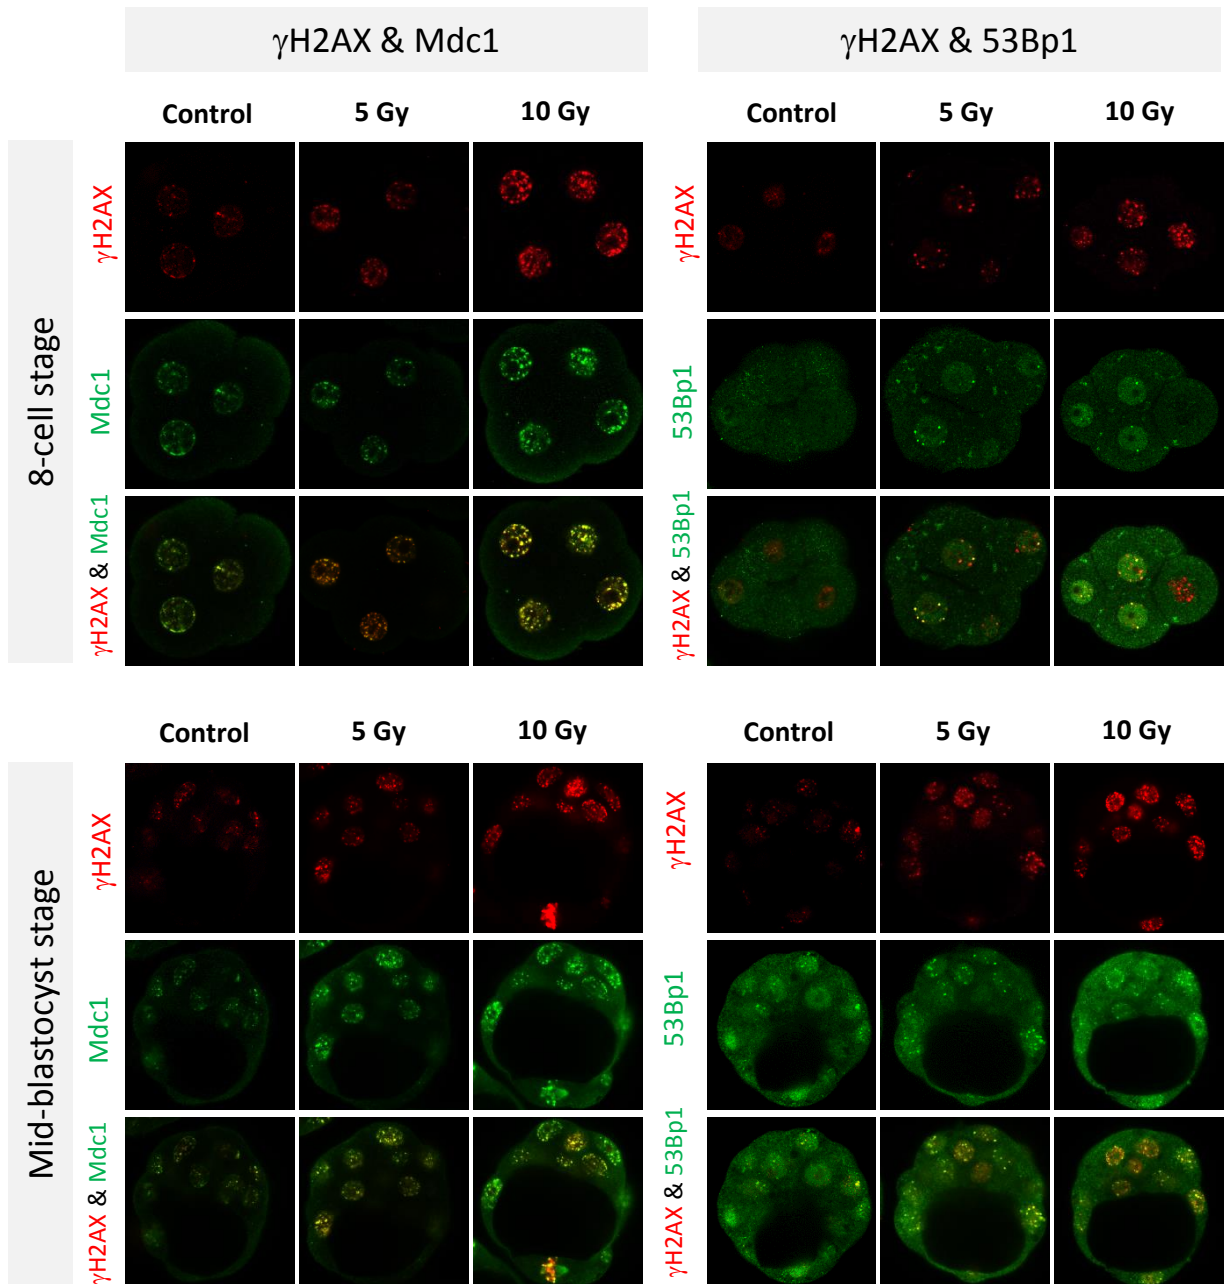 γH2AX & Mdc1
γH2AX & 53Bp1
Control
5 Gy
10 Gy
Control
5 Gy
10 Gy
8-cell stage
γH2AX
Mdc1
γH2AX & Mdc1
γH2AX
53Bp1
γH2AX & 53Bp1
Control
5 Gy
10 Gy
Control
5 Gy
10 Gy
Mid-blastocyst stage
γH2AX
Mdc1
γH2AX & Mdc1
γH2AX
53Bp1
γH2AX & 53Bp1